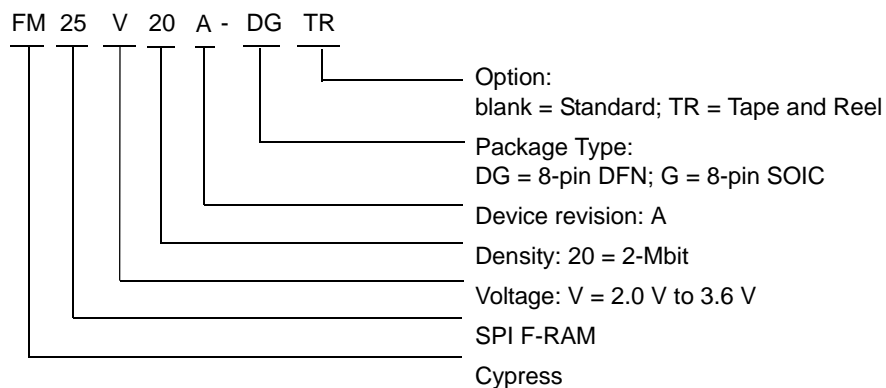 FM 25 V 20 A - DG TR
Option:
blank = Standard; TR = Tape and Reel
Package Type:
DG = 8-pin DFN; G = 8-pin SOIC
Device revision: A
Density: 20 = 2-Mbit
Voltage: V = 2.0 V to 3.6 V
SPI F-RAM
Cypress